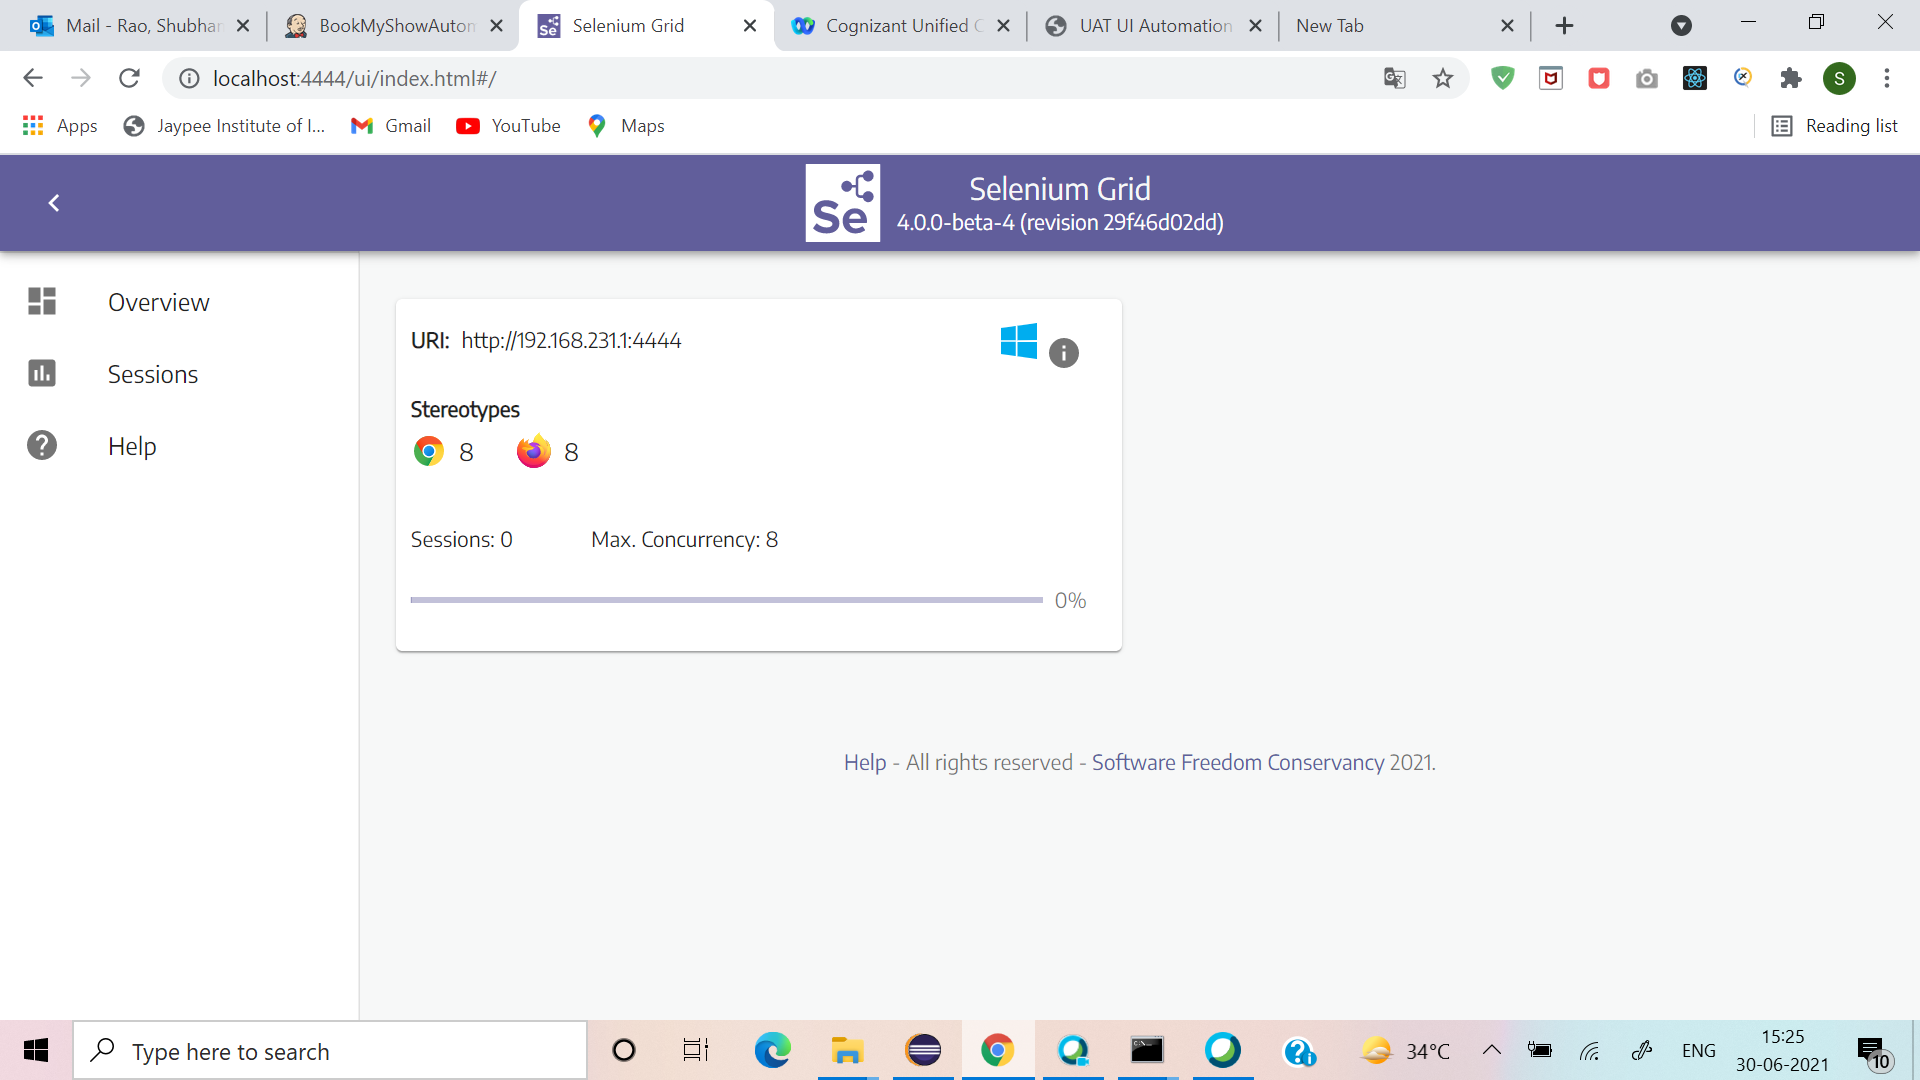 Mail - Rao, Shubhan
BookMyShowAutom
Selenium Grid
Cognizant Unified C
UAT UI Automation
New Tab
localhost:4444/ui/index.html#/
S
Apps
Jaypee Institute of I...
Gmail
YouTube
Maps
Reading list
Se
Selenium Grid
4.0.0-beta-4 (revision 29f46d02dd)
Overview
Sessions
Help
URI: http://192.168.231.1:4444
Stereotypes
8 8
Sessions: 0 Max. Concurrency: 8
0%
Help - All rights reserved - Software Freedom Conservancy 2021.
Type here to search
34°C
ENG
15:25
30-06-2021
10